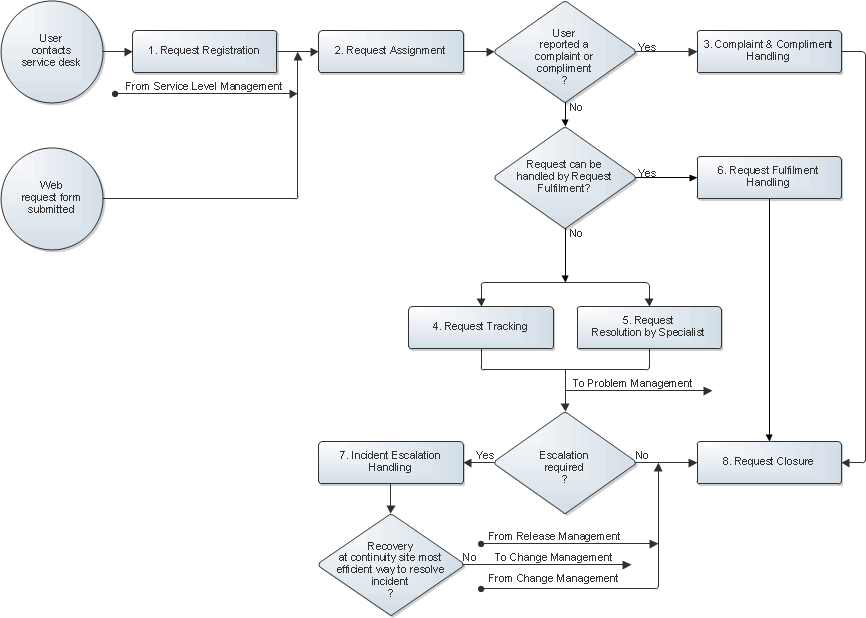 User
contacts
service desk
1. Request Registration
2. Request Assignment
User
reported a
complaint or
compliment
?
Yes
3. Complaint & Compliment
Handling
From Service Level Management
No
Web
request form
submitted
Request can be
handled by Request
Fulfilment?
Yes
6. Request Fulfilment
Handling
No
4. Request Tracking
5. Request
Resolution by Specialist
To Problem Management
7. Incident Escalation
Handling
Yes
Escalation
required
?
No
8. Request Closure
Recovery
at continuity site most
efficient way to resolve
incident
?
No
From Release Management
To Change Management
From Change Management